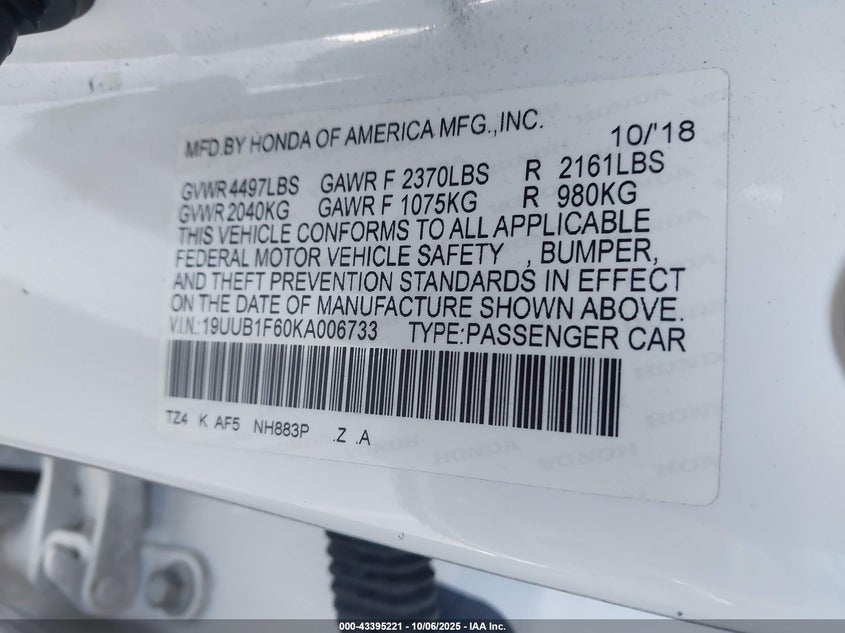 MFD.BY HONDA OF AMERICA MFG.,INC. 10/'18
GVWR 4497LBS GAWR F 2370LBS R 2161LBS
GVWR 2040KG GAWR F 1075KG R 980KG
THIS VEHICLE CONFORMS TO ALL APPLICABLE
FEDERAL MOTOR VEHICLE SAFETY , BUMPER,
AND THEFT PREVENTION STANDARDS IN EFFECT
ON THE DATE OF MANUFACTURE SHOWN ABOVE.
V.I.N.:19UUB1F60KA006733 TYPE:PASSENGER CAR
TZ4 K AF5 NH883P .Z .A
HONDA HONDA HONDA
000-43395221 - 10/06/2025 - IAA Inc.